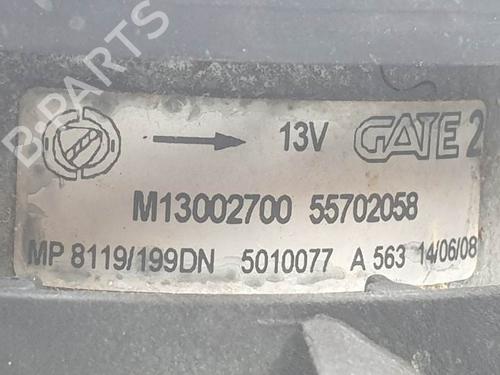 B-PARTS
13V GATE 2
M13002700 55702058
MP 8119/199DN 5010077 A 563 14/06/08